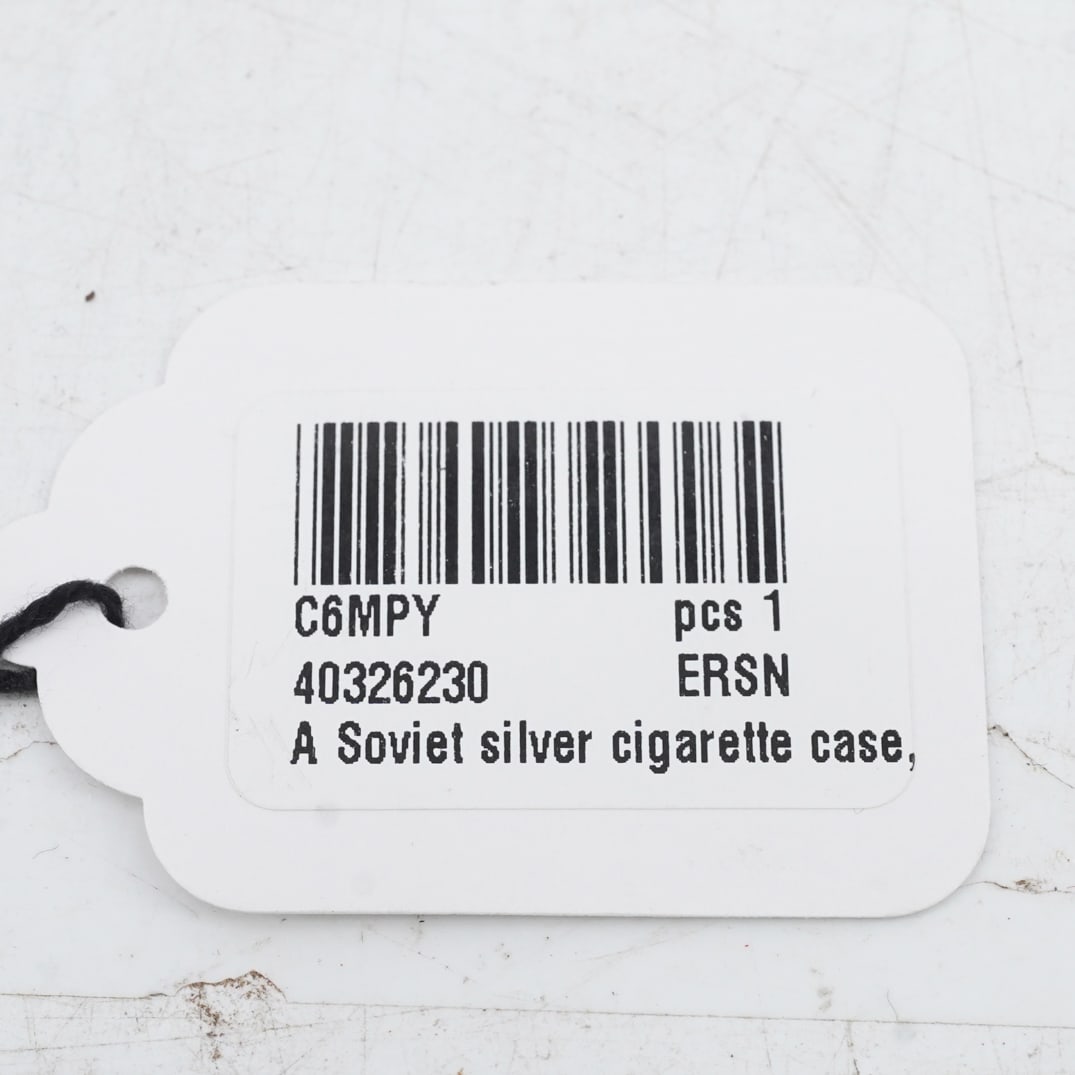 C6MPY pcs 1
40326230 ERSN
A Soviet silver cigarette case,